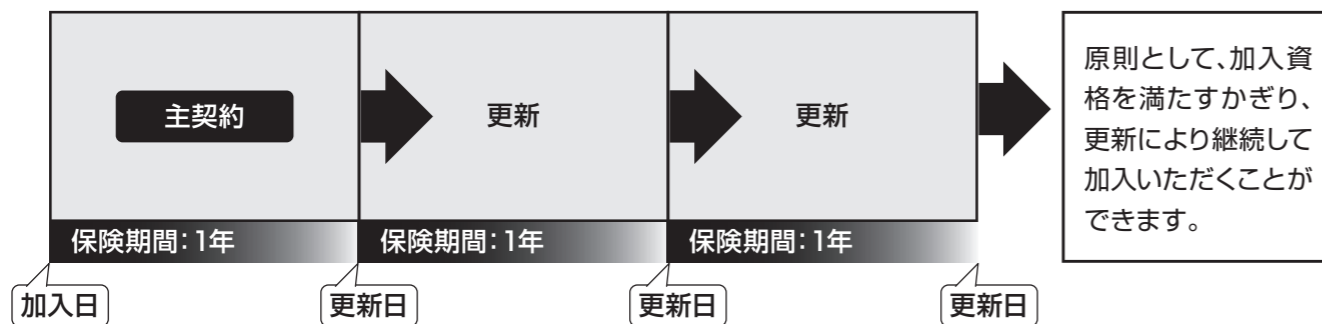 主契約
更新
更新
原則として、加入資
格を満たすかぎり、
更新により継続して
加入いただくことが
できます。
保険期間:1年
保険期間:1年
保険期間:1年
加入日
更新日
更新日
更新日